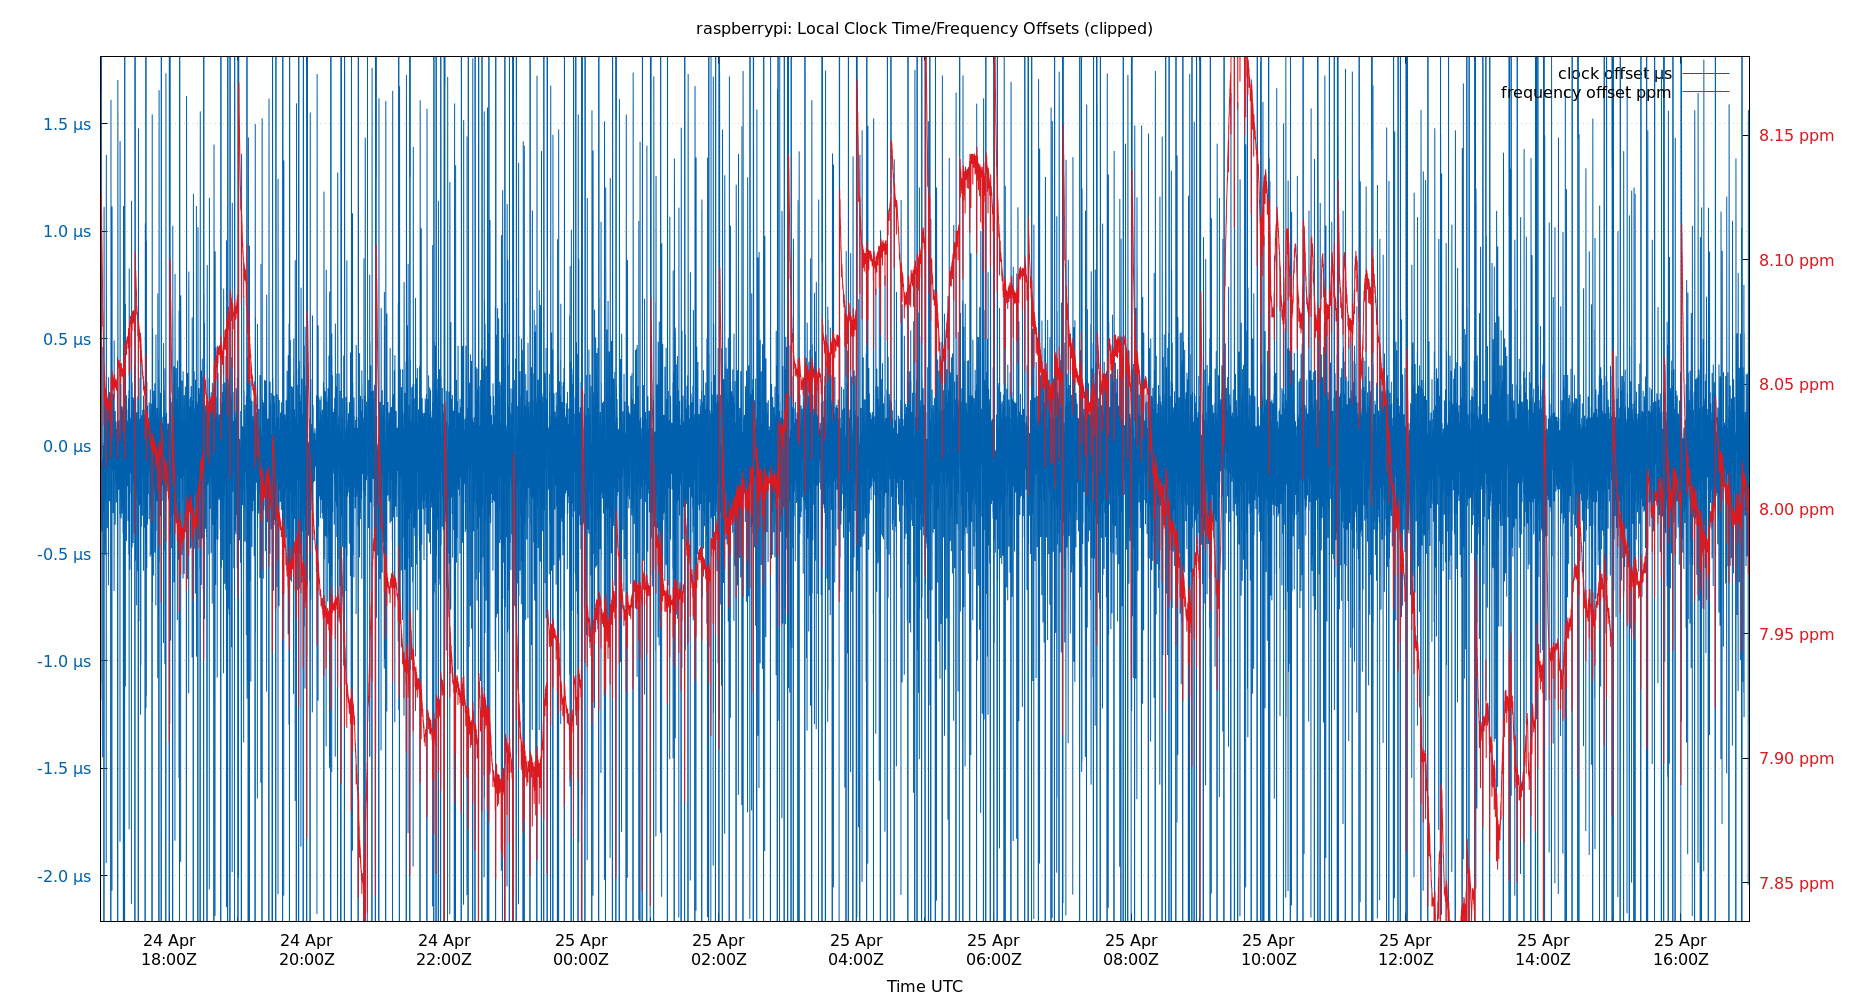 raspberrypi: Local Clock Time/Frequency Offsets (clipped)
clock offset µs
frequency offset ppm
1.5 µs
1.0 µs
0.5 µs
0.0 µs
-0.5 µs
-1.0 µs
-1.5 µs
-2.0 µs
8.15 ppm
8.10 ppm
8.05 ppm
8.00 ppm
7.95 ppm
7.90 ppm
7.85 ppm
24 Apr
18:00Z
24 Apr
20:00Z
24 Apr
22:00Z
25 Apr
00:00Z
25 Apr
02:00Z
25 Apr
04:00Z
25 Apr
06:00Z
25 Apr
08:00Z
25 Apr
10:00Z
25 Apr
12:00Z
25 Apr
14:00Z
25 Apr
16:00Z
Time UTC